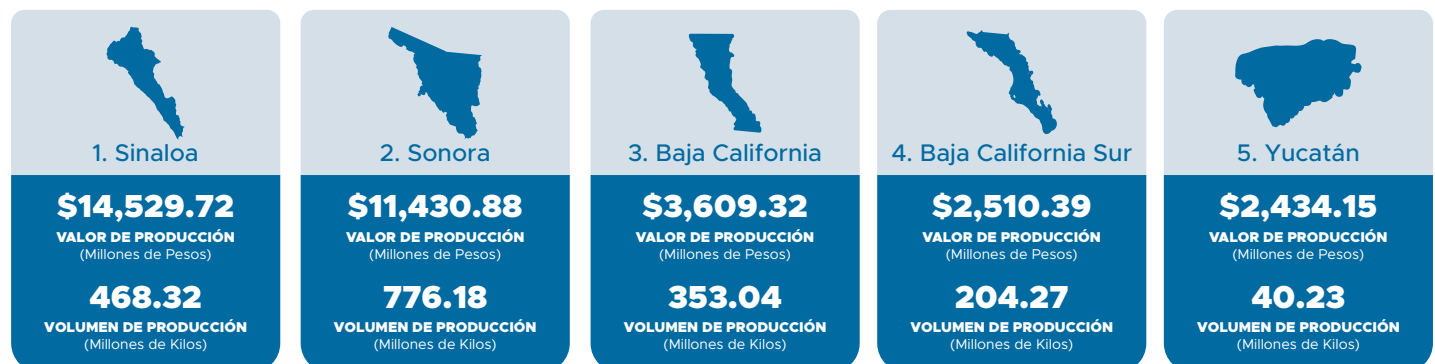 1. Sinaloa
$14,529.72
VALOR DE PRODUCCIÓN
(Millones de Pesos)
468.32
VOLUMEN DE PRODUCCIÓN
(Millones de Kilos)
2. Sonora
$11,430.88
VALOR DE PRODUCCIÓN
(Millones de Pesos)
776.18
VOLUMEN DE PRODUCCIÓN
(Millones de Kilos)
3. Baja California
$3,609.32
VALOR DE PRODUCCIÓN
(Millones de Pesos)
353.04
VOLUMEN DE PRODUCCIÓN
(Millones de Kilos)
4. Baja California Sur
$2,510.39
VALOR DE PRODUCCIÓN
(Millones de Pesos)
204.27
VOLUMEN DE PRODUCCIÓN
(Millones de Kilos)
5. Yucatán
$2,434.15
VALOR DE PRODUCCIÓN
(Millones de Pesos)
40.23
VOLUMEN DE PRODUCCIÓN
(Millones de Kilos)